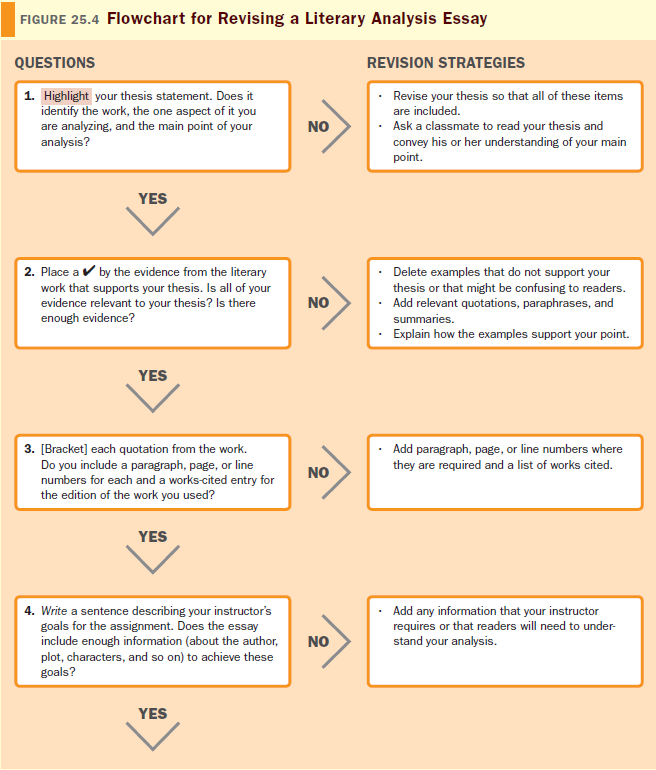 FIGURE 25.4 Flowchart for Revising a Literary Analysis Essay
QUESTIONS
REVISION STRATEGIES
1. Highlight your thesis statement. Does it
identify the work, the one aspect of it you
are analyzing, and the main point of your
analysis?
NO
· Revise your thesis so that all of these items
are included.
· Ask a classmate to read your thesis and
convey his or her understanding of your main
point.
YES
2. Place a ✔ by the evidence from the literary
work that supports your thesis. Is all of your
evidence relevant to your thesis? Is there
enough evidence?
NO
· Delete examples that do not support your
thesis or that might be confusing to readers.
· Add relevant quotations, paraphrases, and
summaries.
· Explain how the examples support your point.
YES
3. [Bracket] each quotation from the work.
Do you include a paragraph, page, or line
numbers for each and a works-cited entry for
the edition of the work you used?
NO
· Add paragraph, page, or line numbers where
they are required and a list of works cited.
YES
4. Write a sentence describing your instructor's
goals for the assignment. Does the essay
include enough information (about the author,
plot, characters, and so on) to achieve these
goals?
NO
· Add any information that your instructor
requires or that readers will need to under-
stand your analysis.
YES